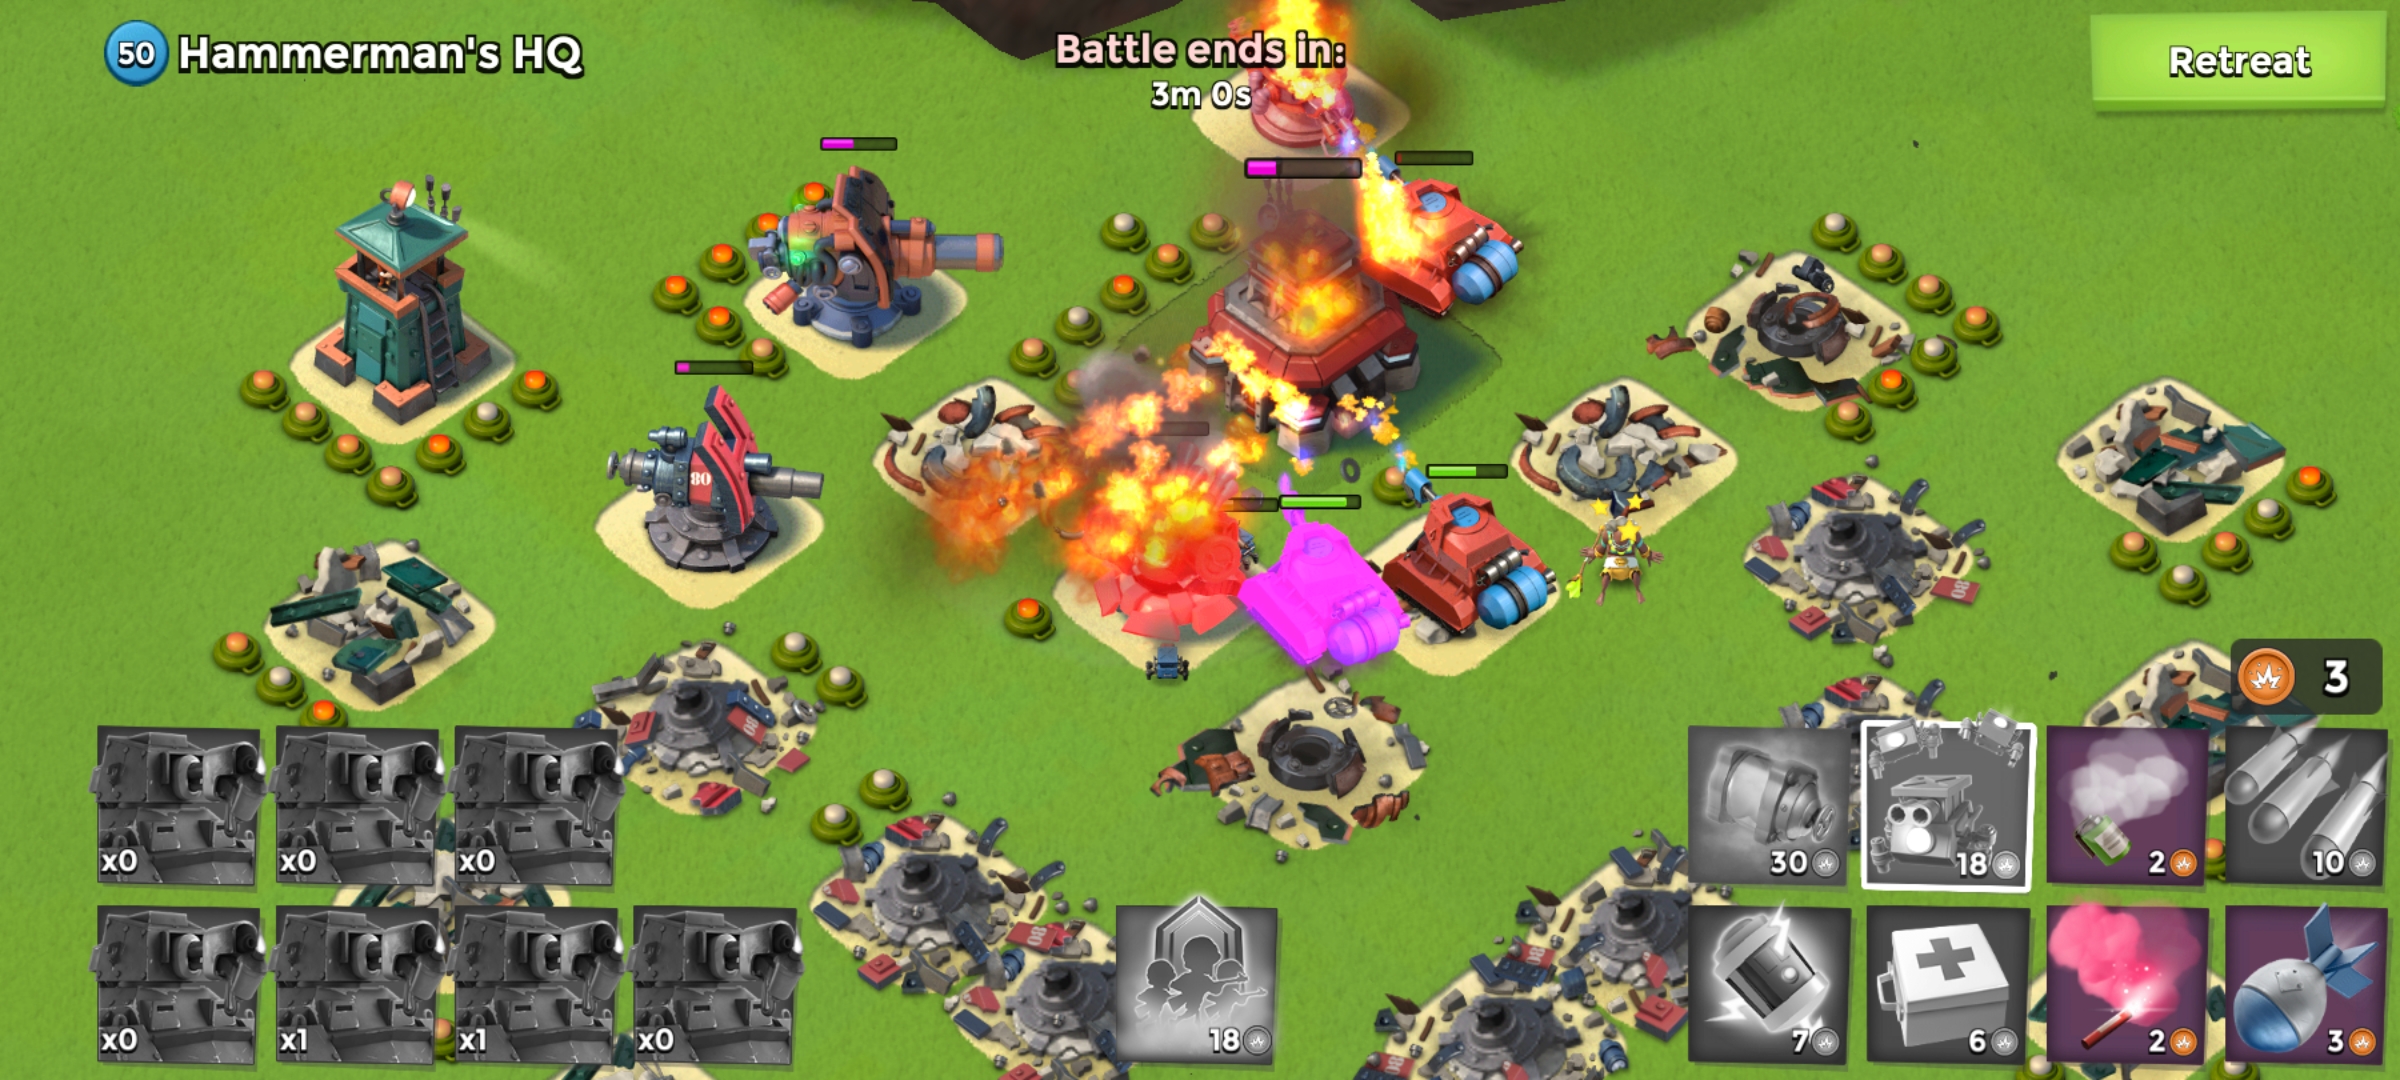 50 Hammerman's HQ
Battle ends in:
3m 0s
Retreat
80
3
x0 x0 x0
30 18 2 10
x0 x1 x1 x0
18
7 6 2 3